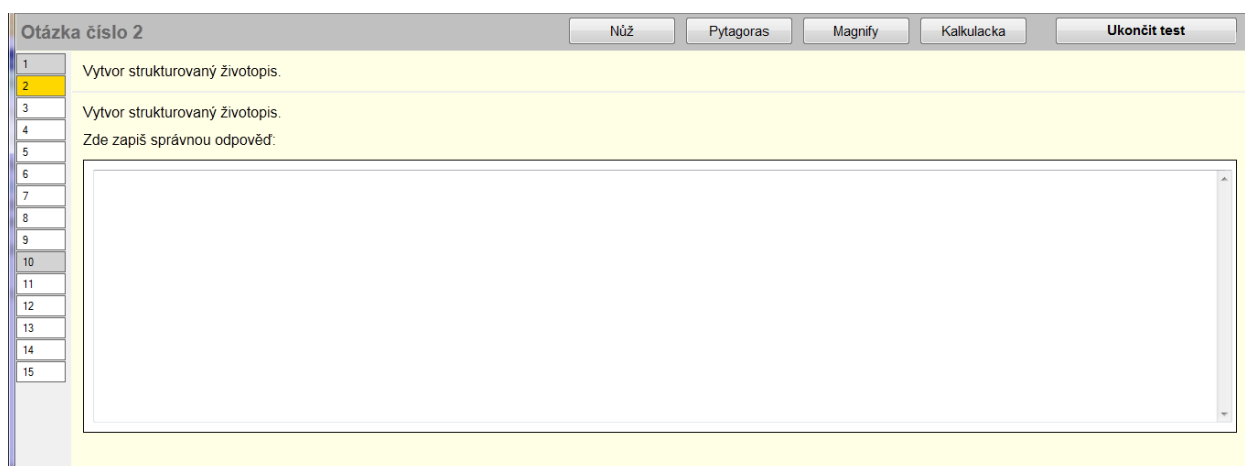 Otázka číslo 2
Nůž
Pytagoras
Magnify
Kalkulacka
Ukončit test
1
2
3
4
5
6
7
8
9
10
11
12
13
14
15
Vytvor strukturovaný životopis.
Vytvor strukturovaný životopis.
Zde zapiš správnou odpověď: